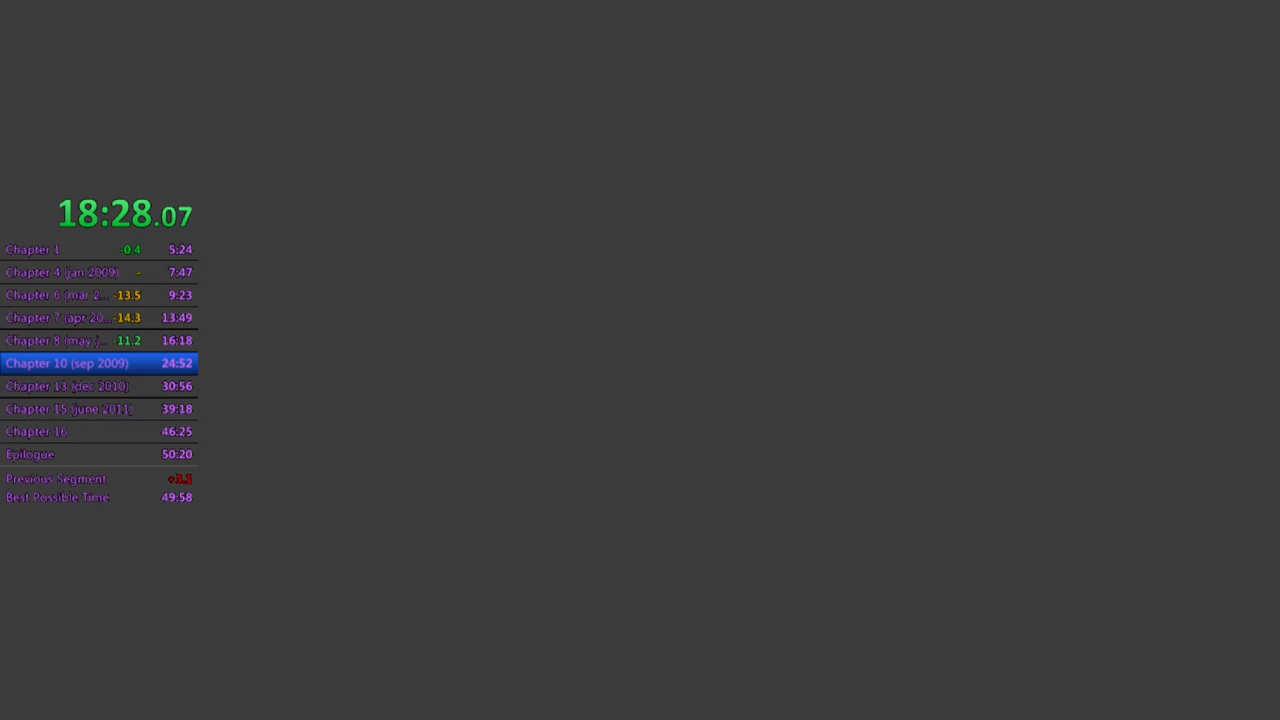 18:28.07
Chapter 1 -0.4 5:24
Chapter 4 (jan 2009) - 7:47
Chapter 6 (mar 2... -13.5 9:23
Chapter 7 (apr 20... -14.3 13:49
Chapter 8 (may-j... -11.2 16:18
Chapter 10 (sep 2009) 24:52
Chapter 13 (dec 2010) 30:56
Chapter 15 (june 2011) 39:18
Chapter 16 46:25
Epilogue 50:20
Previous Segment +3.1
Best Possible Time 49:58